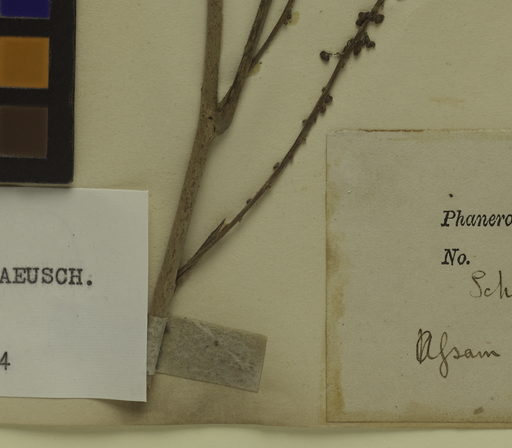 AEUSCH.
4
Phanero
No.
Sch
Assam